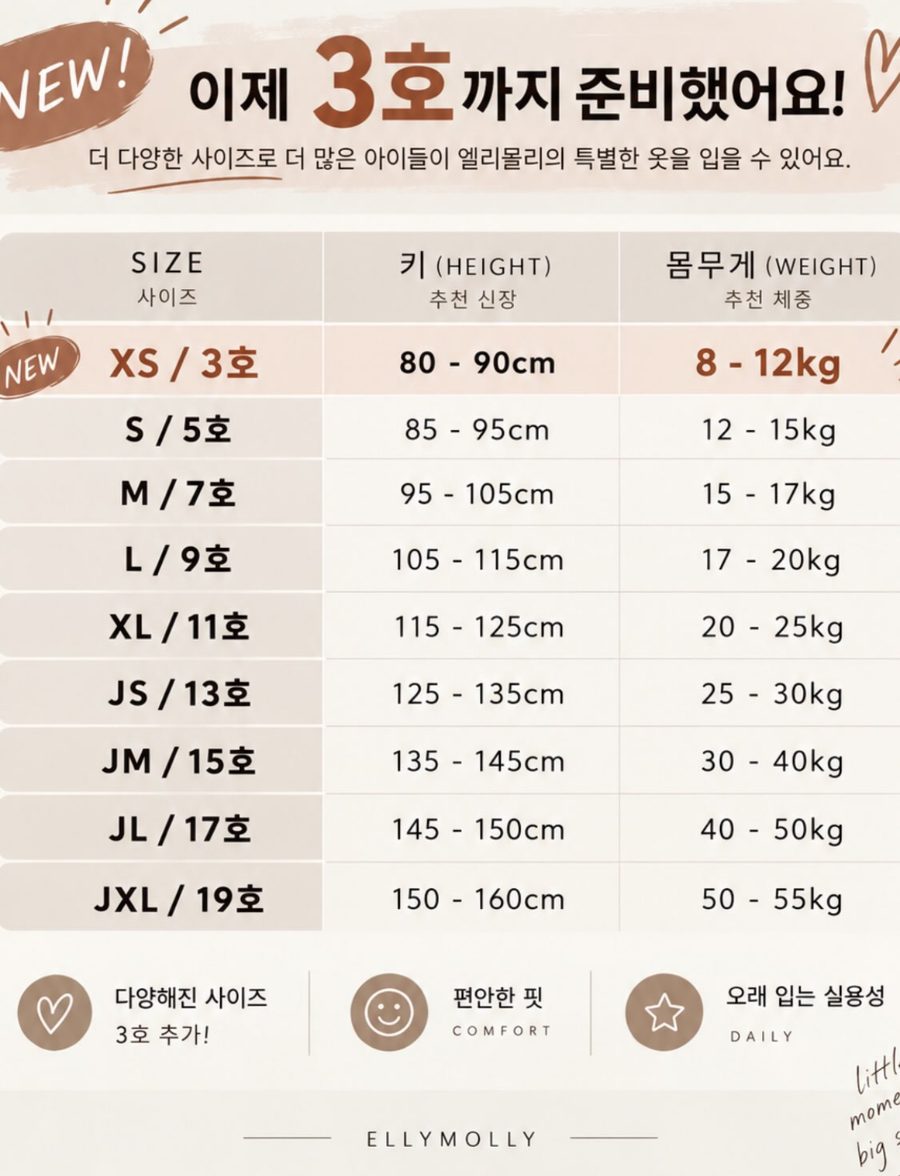 NEW!
이제 3호까지 준비했어요!
더 다양한 사이즈로 더 많은 아이들이 엘리몰리의 특별한 옷을 입을 수 있어요.
SIZE 키 (HEIGHT) 몸무게 (WEIGHT)
사이즈 추천 신장 추천 체중
NEW XS / 3호 80 - 90cm 8 - 12kg
S / 5호 85 - 95cm 12 - 15kg
M / 7호 95 - 105cm 15 - 17kg
L / 9호 105 - 115cm 17 - 20kg
XL / 11호 115 - 125cm 20 - 25kg
JS / 13호 125 - 135cm 25 - 30kg
JM / 15호 135 - 145cm 30 - 40kg
JL / 17호 145 - 150cm 40 - 50kg
JXL / 19호 150 - 160cm 50 - 55kg
다양해진 사이즈
3호 추가!
편안한 핏
COMFORT
오래 입는 실용성
DAILY
big
ELLYMOLLY